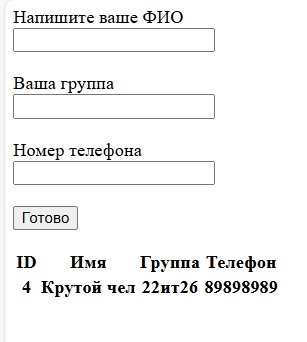 Напишите ваше ФИО
Ваша группа
Номер телефона
Готово
ID Имя Группа Телефон
4 Крутой чел 22ит26 89898989